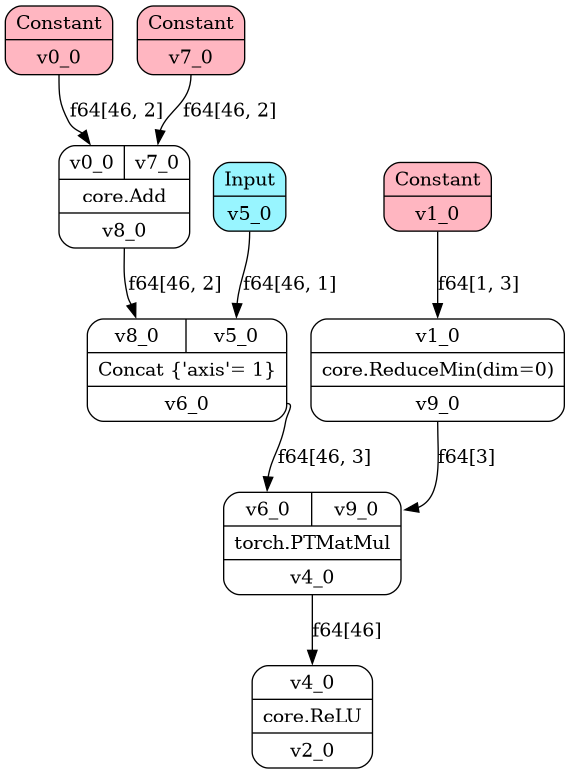 Constant
v0_0
Constant
v7_0
f64[46, 2]
f64[46, 2]
v0_0 v7_0
core.Add
v8_0
Input
v5_0
Constant
v1_0
f64[46, 2]
f64[46, 1]
f64[1, 3]
v8_0 v5_0
Concat {'axis'= 1}
v6_0
v1_0
core.ReduceMin(dim=0)
v9_0
f64[46, 3]
f64[3]
v6_0 v9_0
torch.PTMatMul
v4_0
f64[46]
v4_0
core.ReLU
v2_0